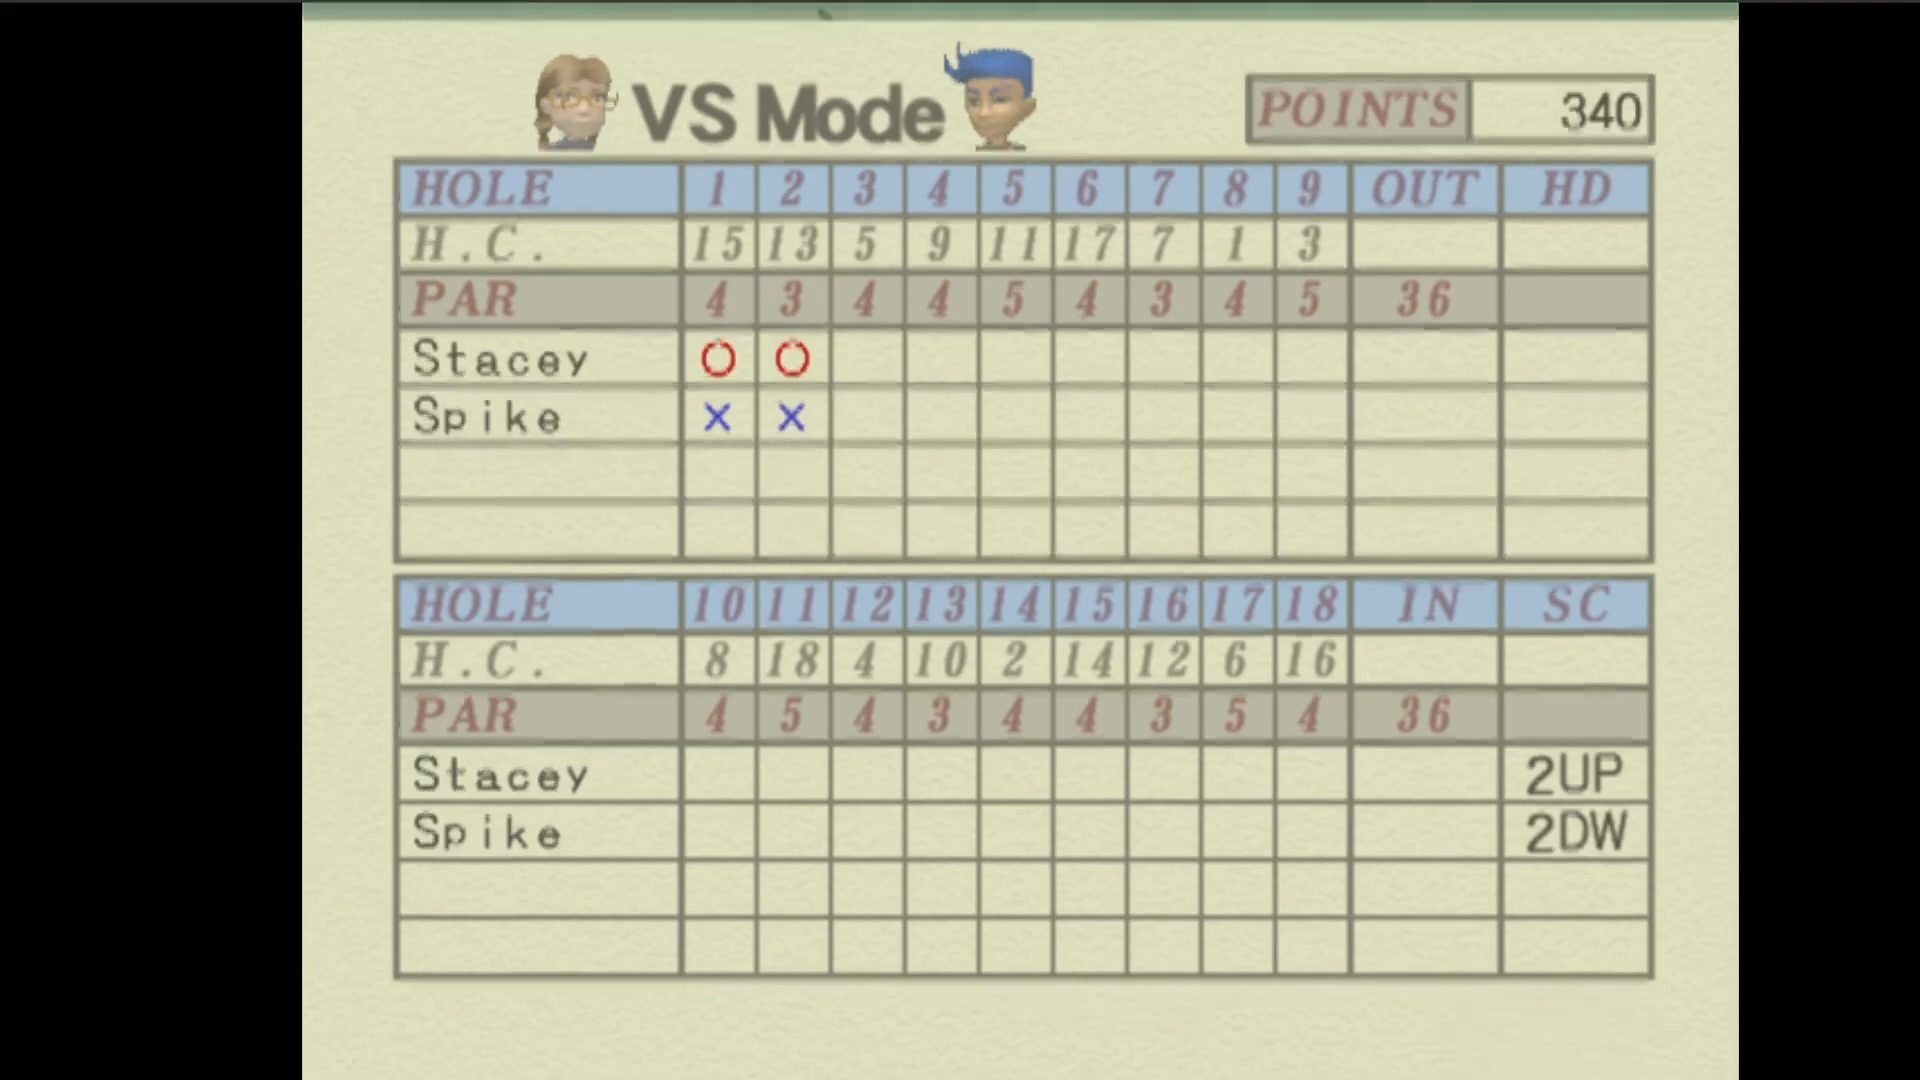 VS Mode
POINTS 340
HOLE 1 2 3 4 5 6 7 8 9 OUT HD
H.C. 15 13 5 9 11 17 7 1 3
PAR 4 3 4 4 5 4 3 4 5 36
Stacey O O
Spike X X
HOLE 10 11 12 13 14 15 16 17 18 IN SC
H.C. 8 18 4 10 2 14 12 6 16
PAR 4 5 4 3 4 4 3 5 4 36
Stacey 2UP
Spike 2DW